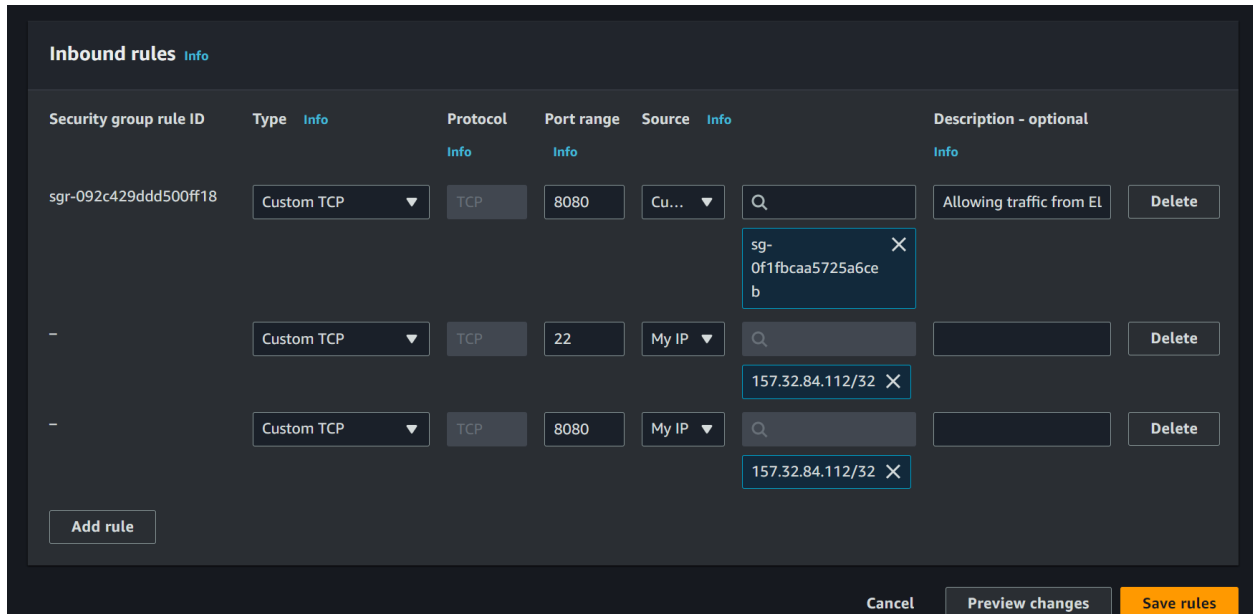 Inbound rules Info
Security group rule ID Type Info Protocol Info Port range Info Source Info Description - optional Info
sgr-092c429ddd500ff18 Custom TCP TCP 8080 Cu... Allowing traffic from EL Delete
sg-
0f1fbcaa5725a6ce
b
– Custom TCP TCP 22 My IP Delete
157.32.84.112/32
– Custom TCP TCP 8080 My IP Delete
157.32.84.112/32
Add rule
Cancel Preview changes Save rules